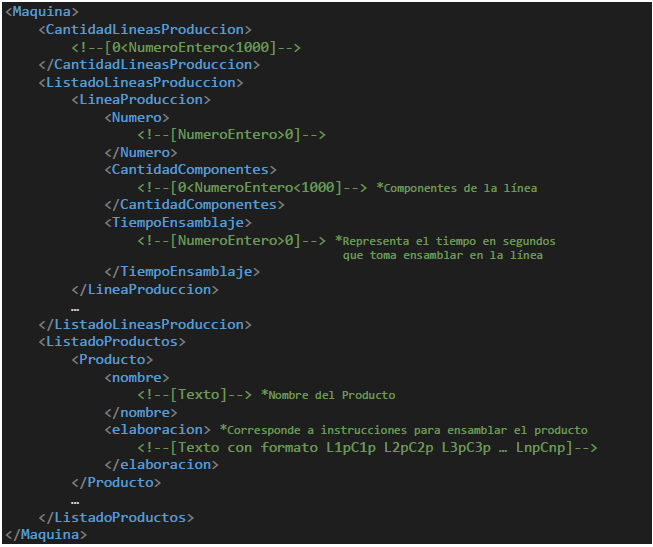 <Maquina>
<CantidadLineasProduccion>
<!--[0<NumeroEntero<1000]-->
</CantidadLineasProduccion>
<ListadoLineasProduccion>
<LineaProduccion>
<Numero>
<!--[NumeroEntero>0]-->
</Numero>
<CantidadComponentes>
<!--[0<NumeroEntero<1000]--> *Componentes de la línea
</CantidadComponentes>
<TiempoEnsamblaje>
<!--[NumeroEntero>0]--> *Representa el tiempo en segundos
que toma ensamblar en la línea
</TiempoEnsamblaje>
</LineaProduccion>
…
</ListadoLineasProduccion>
<ListadoProductos>
<Producto>
<nombre>
<!--[Texto]--> *Nombre del Producto
</nombre>
<elaboracion> *Corresponde a instrucciones para ensamblar el producto
<!--[Texto con formato L1pC1p L2pC2p L3pC3p … LnpCnp]-->
</elaboracion>
</Producto>
…
</ListadoProductos>
</Maquina>